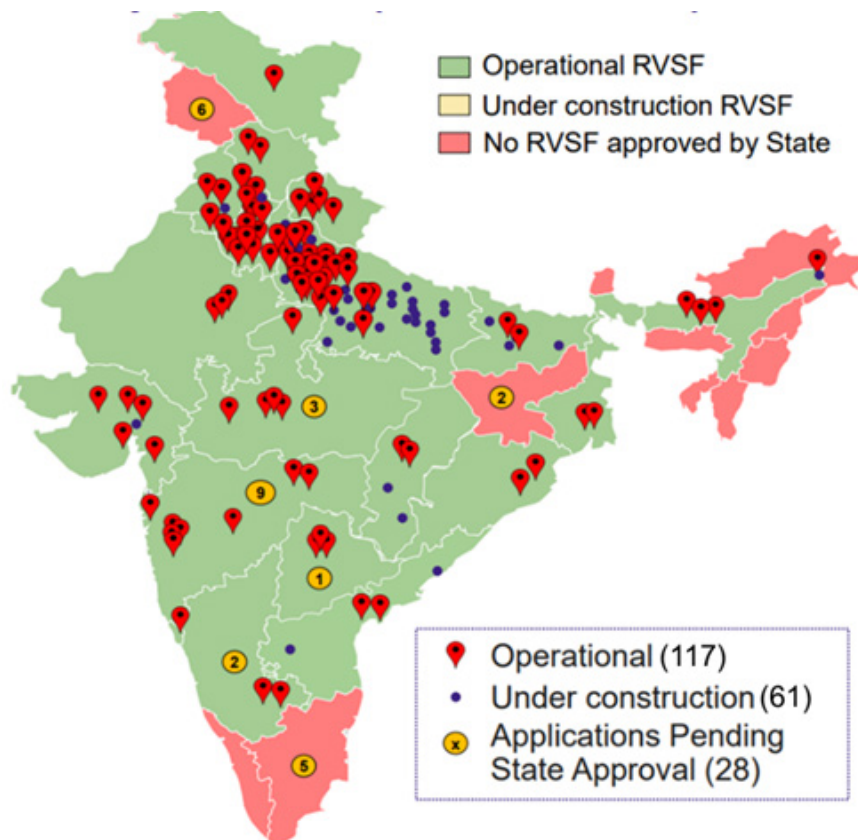 Operational RVSF
Under construction RVSF
No RVSF approved by State
6
2
3
9
1
2
5
Operational (117)
Under construction (61)
x
Applications Pending
State Approval (28)